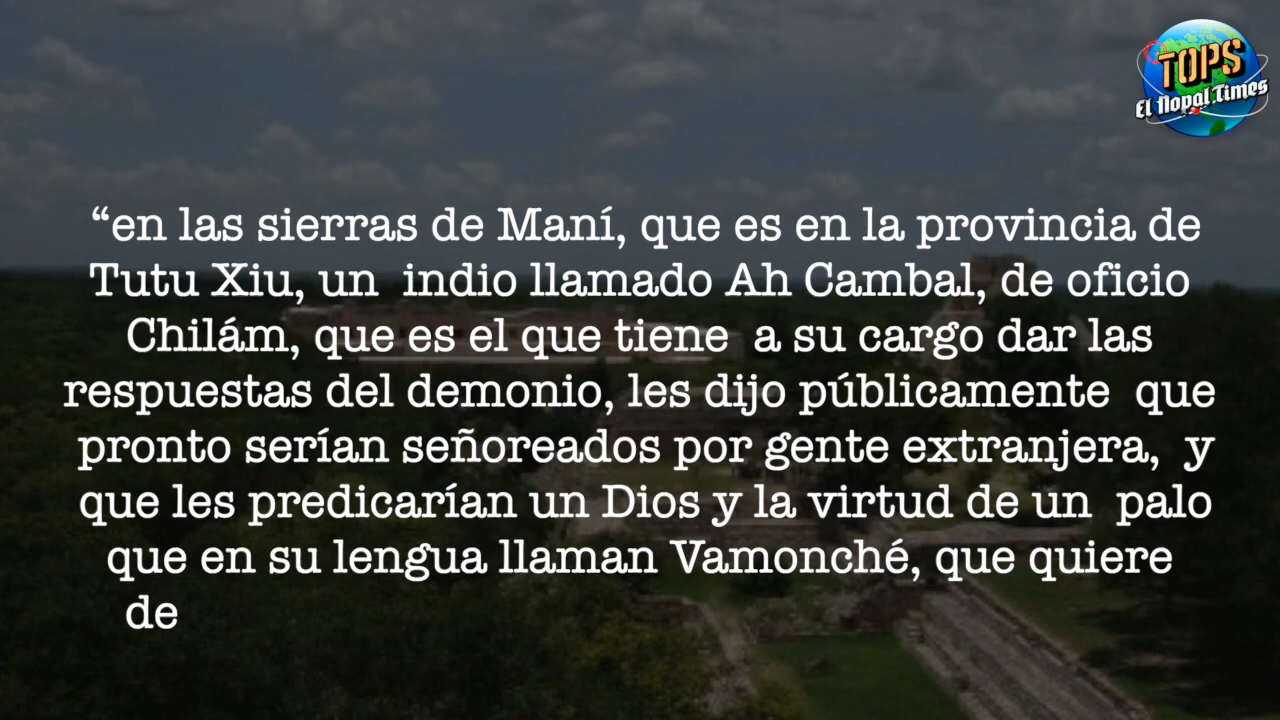 TOPS
El Nopal Times
“en las sierras de Maní, que es en la provincia de
Tutu Xiu, un indio llamado Ah Cambal, de oficio
Chilám, que es el que tiene a su cargo dar las
respuestas del demonio, les dijo públicamente que
pronto serían señoreados por gente extranjera, y
que les predicarían un Dios y la virtud de un palo
que en su lengua llaman Vamonché, que quiere
de